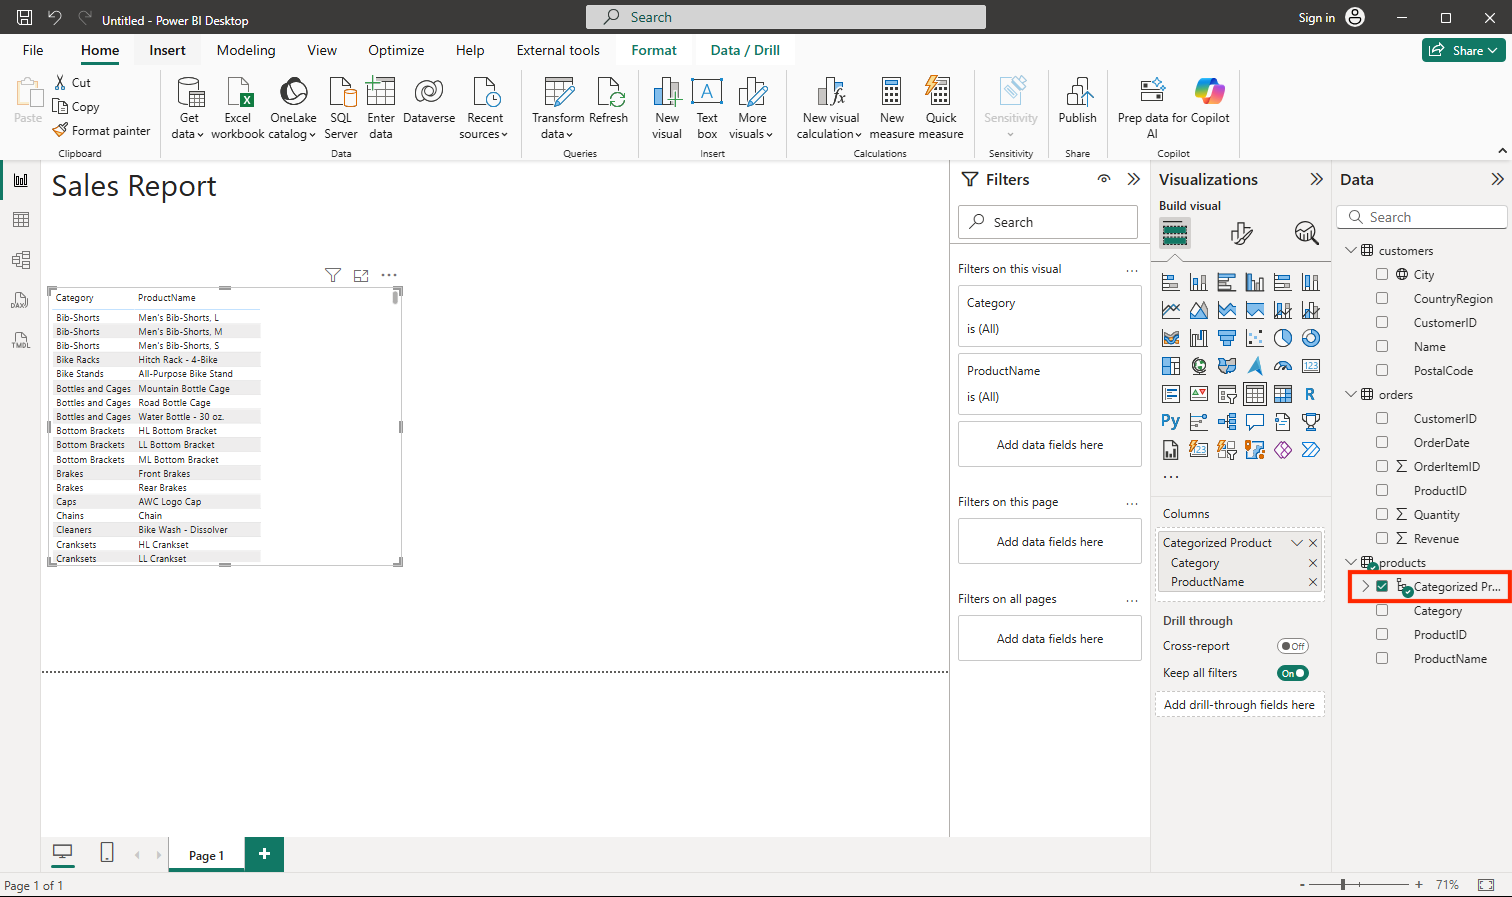 Untitled - Power BI Desktop
Search
Sign in
File
Home
Insert
Modeling
View
Optimize
Help
External tools
Format
Data / Drill
Share
Paste
Cut
Copy
Format painter
Clipboard
Get data
Excel workbook
OneLake catalog
SQL Server
Enter data
Dataverse
Recent sources
Data
Transform data
Refresh
Queries
New visual
Text box
More visuals
Insert
New visual calculation
New measure
Quick measure
Calculations
Sensitivity
Sensitivity
Publish
Share
Prep data for AI
Copilot
Copilot
Sales Report
Category ProductName
Bib-Shorts Men's Bib-Shorts, L
Bib-Shorts Men's Bib-Shorts, M
Bib-Shorts Men's Bib-Shorts, S
Bike Racks Hitch Rack - 4-Bike
Bike Stands All-Purpose Bike Stand
Bottles and Cages Mountain Bottle Cage
Bottles and Cages Road Bottle Cage
Bottles and Cages Water Bottle - 30 oz.
Bottom Brackets HL Bottom Bracket
Bottom Brackets LL Bottom Bracket
Bottom Brackets ML Bottom Bracket
Brakes Front Brakes
Brakes Rear Brakes
Caps AWC Logo Cap
Chains Chain
Cleaners Bike Wash - Dissolver
Cranksets HL Crankset
Cranksets LL Crankset
Filters
Search
Filters on this visual
Category
is (All)
ProductName
is (All)
Add data fields here
Filters on this page
Add data fields here
Filters on all pages
Add data fields here
Visualizations
Build visual
123
R
Py
123
Columns
Categorized Product
Category
ProductName
Drill through
Cross-report Off
Keep all filters On
Add drill-through fields here
Data
Search
customers
City
CountryRegion
CustomerID
Name
PostalCode
orders
CustomerID
OrderDate
OrderItemID
ProductID
Quantity
Revenue
products
Categorized Pr...
Category
ProductID
ProductName
DAX
TMDL
Page 1
Page 1 of 1
71%